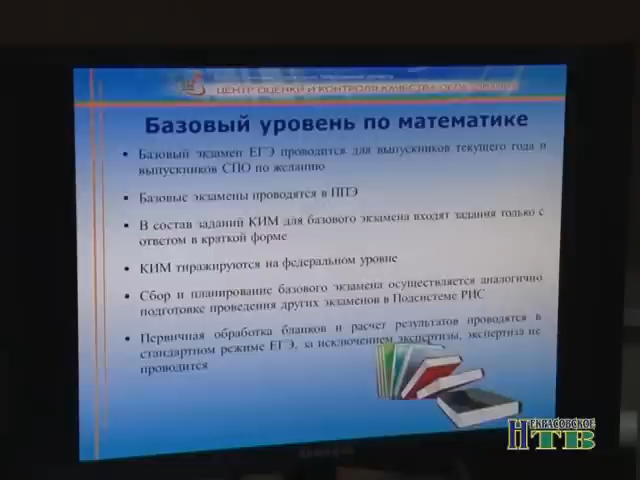 ЦЕНТР ОЦЕНКИ И КОНТРОЛЯ КАЧЕСТВА ОБРАЗОВАНИЯ
Базовый уровень по математике
• Базовый экзамен ЕГЭ проводится для выпускников текущего года и
выпускников СПО по желанию
• Базовые экзамены проводятся в ППЭ
• В состав заданий КИМ для базового экзамена входят задания только с
ответом в краткой форме
• КИМ тиражируются на федеральном уровне
• Сбор и планирование базового экзамена осуществляется аналогично
подготовке проведения других экзаменов в Подсистеме РИС
• Первичная обработка бланков и расчет результатов проводятся в
стандартном режиме ЕГЭ, за исключением экспертизы, экспертиза не
проводится
НЕКРАСОВСКОЕ
НТВ